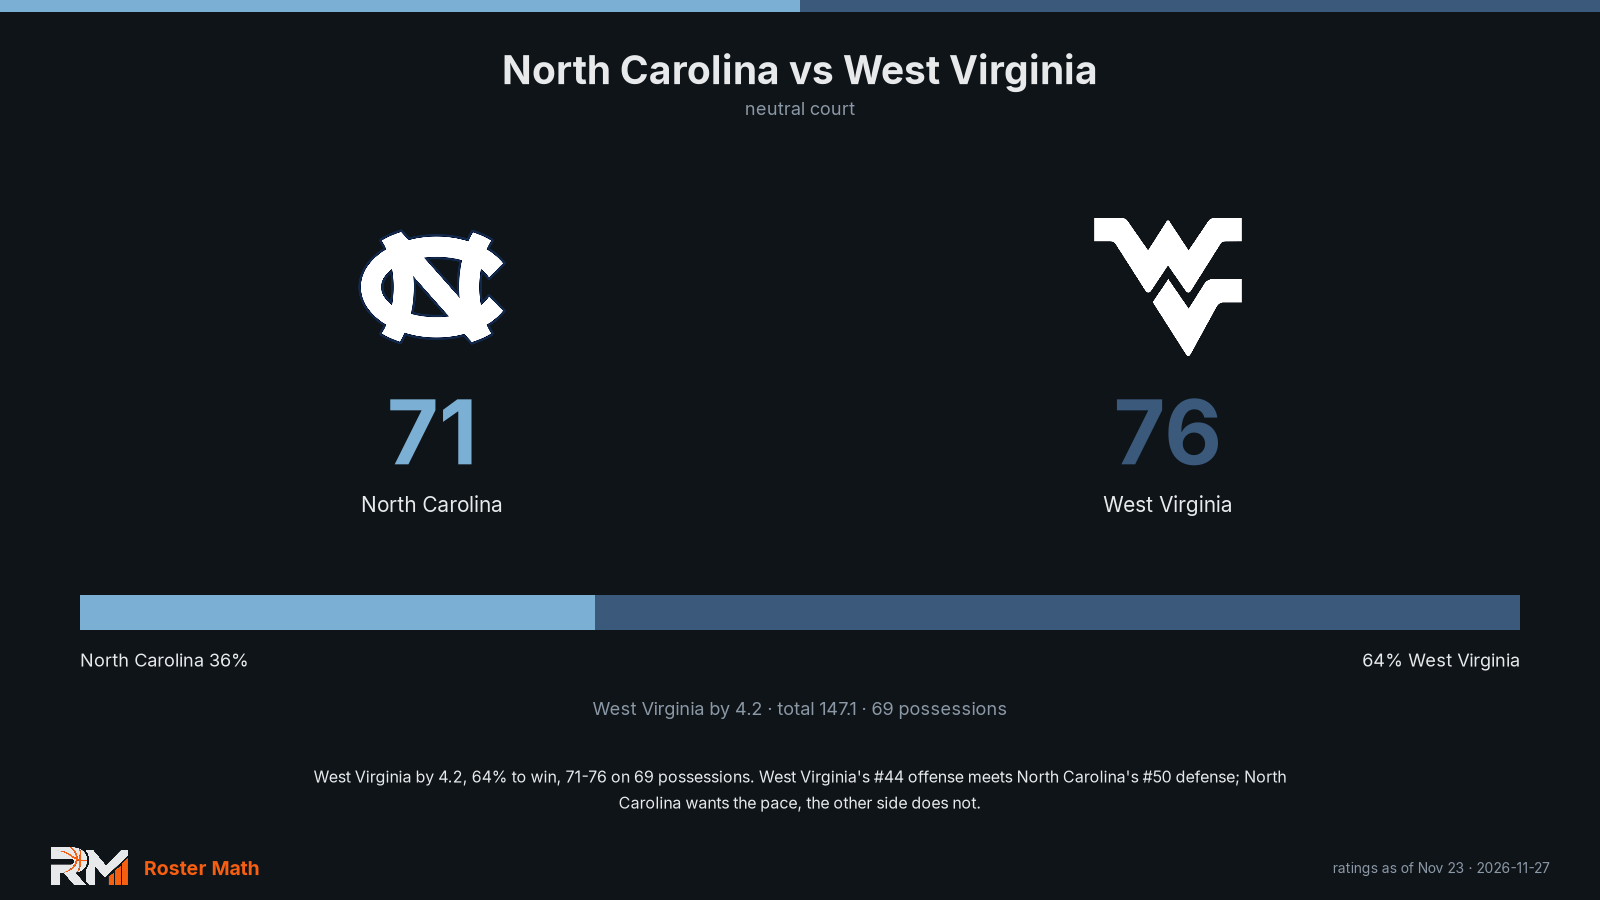 North Carolina vs West Virginia
neutral court
NC
WV
71
76
North Carolina
West Virginia
North Carolina 36%
64% West Virginia
West Virginia by 4.2 · total 147.1 · 69 possessions
West Virginia by 4.2, 64% to win, 71-76 on 69 possessions. West Virginia's #44 offense meets North Carolina's #50 defense; North
Carolina wants the pace, the other side does not.
RM Roster Math
ratings as of Nov 23 · 2026-11-27